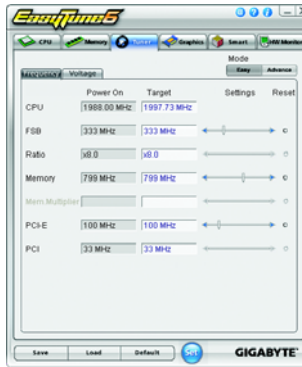 EasyTune6
CPU Memory Tuner Graphics Smart HW Monitor
Mode
Easy Advance
Frequency Voltage
Power On Target Settings Reset
CPU 1988.00 MHz 1997.73 MHz
FSB 333 MHz 333 MHz
Ratio x8.0 x8.0
Memory 799 MHz 799 MHz
Mem Multiplier
PCI-E 100 MHz 100 MHz
PCI 33 MHz 33 MHz
Save Load Default Set GIGABYTE